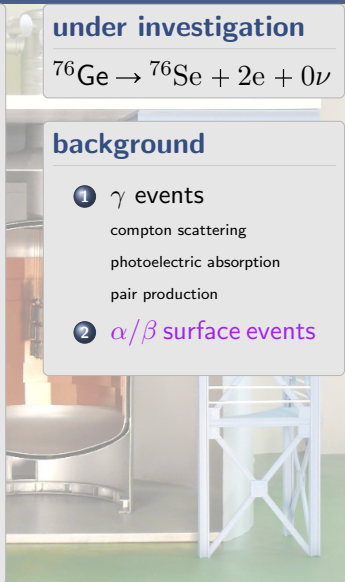 under investigation
⁷⁶Ge → ⁷⁶Se + 2e + 0ν
background
1 γ events
compton scattering
photoelectric absorption
pair production
2 α/β surface events